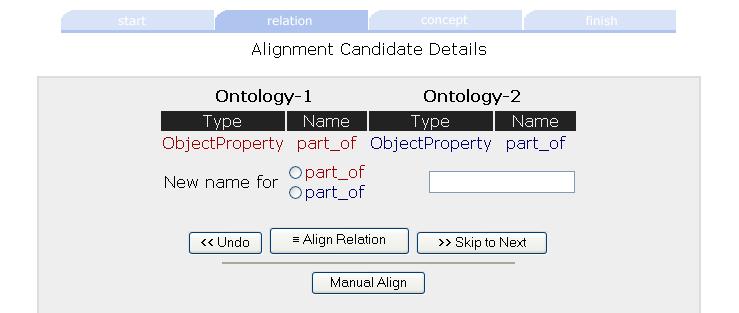 start relation concept finish
Alignment Candidate Details
Ontology-1 Ontology-2
Type Name Type Name
ObjectProperty part_of ObjectProperty part_of
New name for part_of
part_of
<< Undo ≡ Align Relation >> Skip to Next
Manual Align